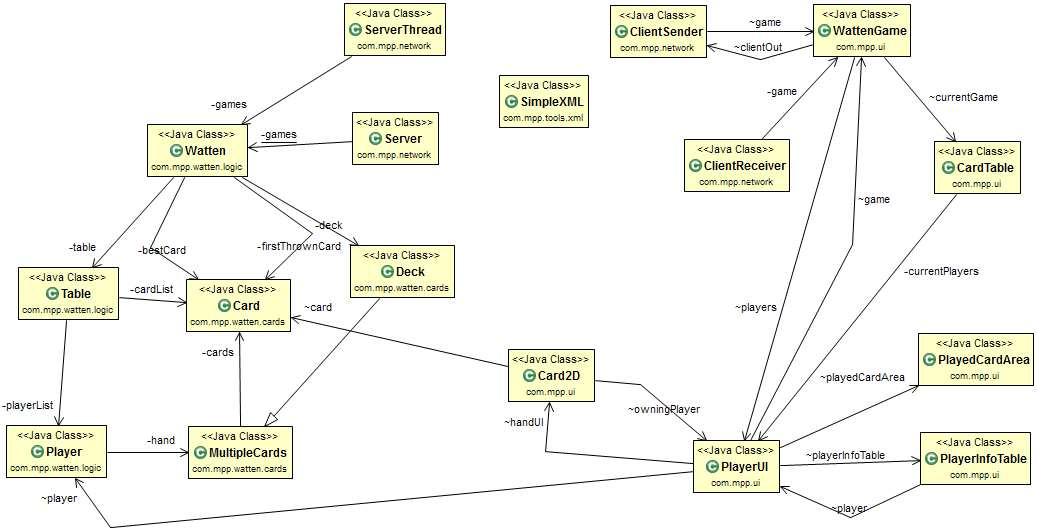 <<Java Class>>
ServerThread
com.mpp.network
<<Java Class>>
ClientSender
com.mpp.network
~game
~clientOut
<<Java Class>>
WattenGame
com.mpp.ui
-games
<<Java Class>>
SimpleXML
com.mpp.tools.xml
-game
~currentGame
<<Java Class>>
Watten
com.mpp.watten.logic
-games
<<Java Class>>
Server
com.mpp.network
<<Java Class>>
ClientReceiver
com.mpp.network
<<Java Class>>
CardTable
com.mpp.ui
~game
-table
-bestCard
-deck
-firstThrownCard
-currentPlayers
<<Java Class>>
Table
com.mpp.watten.logic
-cardList
<<Java Class>>
Card
com.mpp.watten.cards
<<Java Class>>
Deck
com.mpp.watten.cards
~card
~players
-cards
<<Java Class>>
Card2D
com.mpp.ui
<<Java Class>>
PlayedCardArea
com.mpp.ui
~playedCardArea
-playerList
~handUI
~owningPlayer
<<Java Class>>
Player
com.mpp.watten.logic
-hand
<<Java Class>>
MultipleCards
com.mpp.watten.cards
<<Java Class>>
PlayerUI
com.mpp.ui
~playerInfoTable
<<Java Class>>
PlayerInfoTable
com.mpp.ui
~player
~player